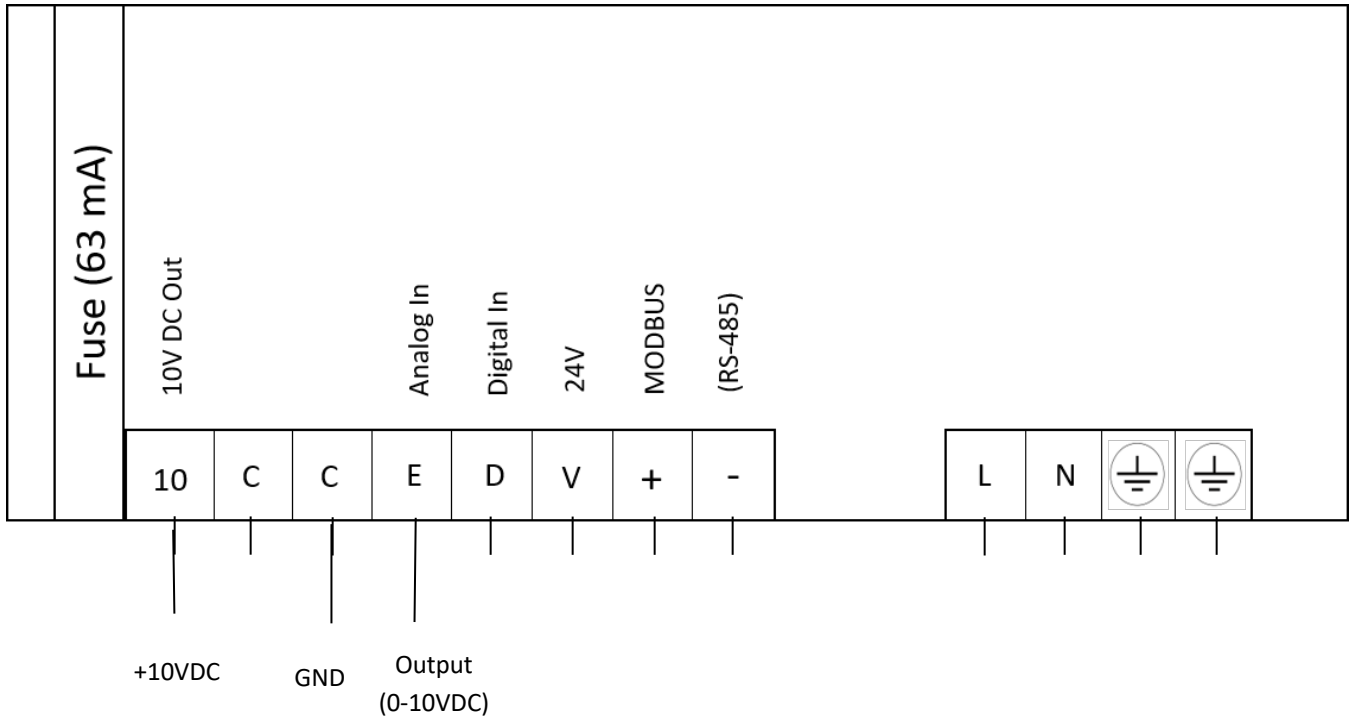 Fuse (63 mA)
10V DC Out
Analog In
Digital In
24V
MODBUS
(RS-485)
10 C C E D V + -
L N
+10VDC
GND
Output
(0-10VDC)